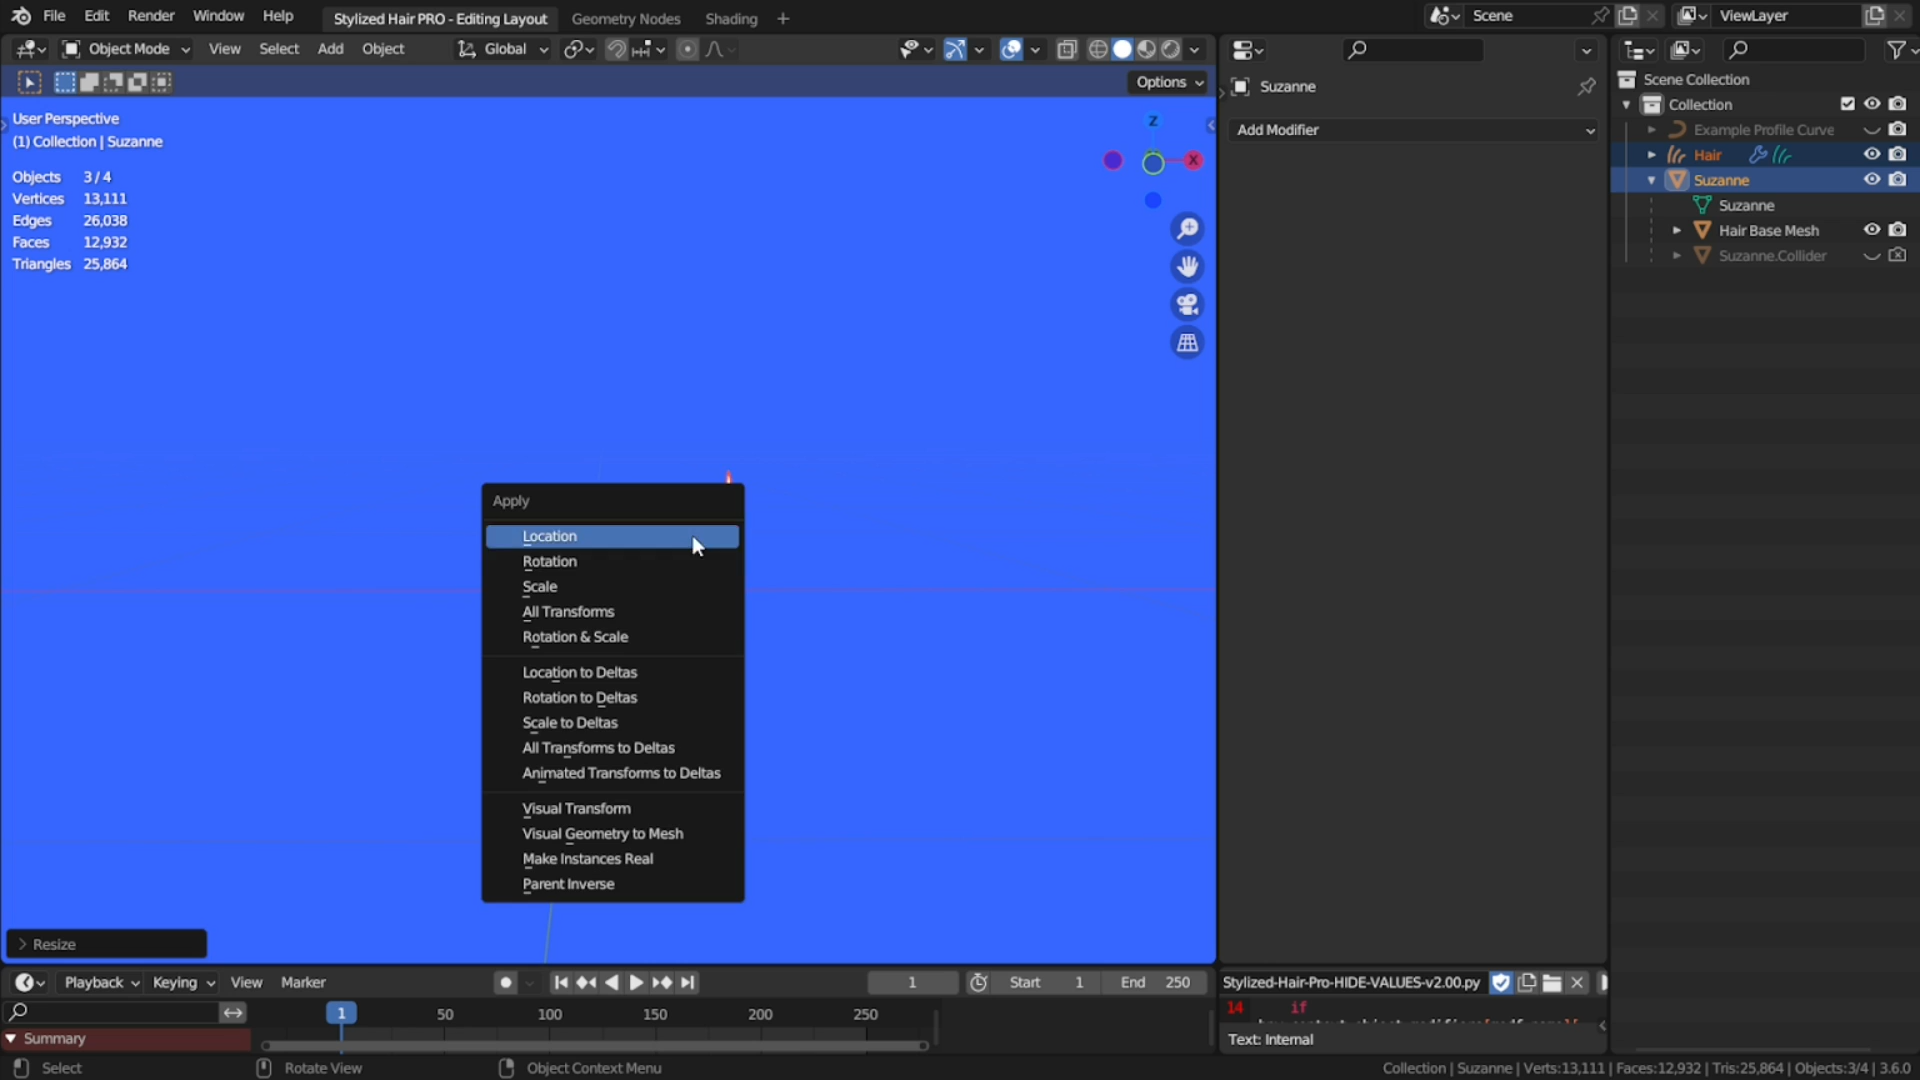 File Edit Render Window Help Stylized Hair PRO - Editing Layout Geometry Nodes Shading + Scene ViewLayer
Object Mode View Select Add Object Global
Options
User Perspective
(1) Collection | Suzanne
Objects 3 / 4
Vertices 13,111
Edges 26,038
Faces 12,932
Triangles 25,864
Z
X
Apply
Location
Rotation
Scale
All Transforms
Rotation & Scale
Location to Deltas
Rotation to Deltas
Scale to Deltas
All Transforms to Deltas
Animated Transforms to Deltas
Visual Transform
Visual Geometry to Mesh
Make Instances Real
Parent Inverse
Resize
Suzanne
Add Modifier
Scene Collection
Collection
Example Profile Curve
Hair
Suzanne
Suzanne
Hair Base Mesh
Suzanne.Collider
Playback Keying View Marker 1 Start 1 End 250
1 50 100 150 200 250
Summary
Stylized-Hair-Pro-HIDE-VALUES-v2.00.py
14 if
Text: Internal
Select Rotate View Object Context Menu Collection | Suzanne | Verts:13,111 | Faces:12,932 | Tris:25,864 | Objects:3/4 | 3.6.0